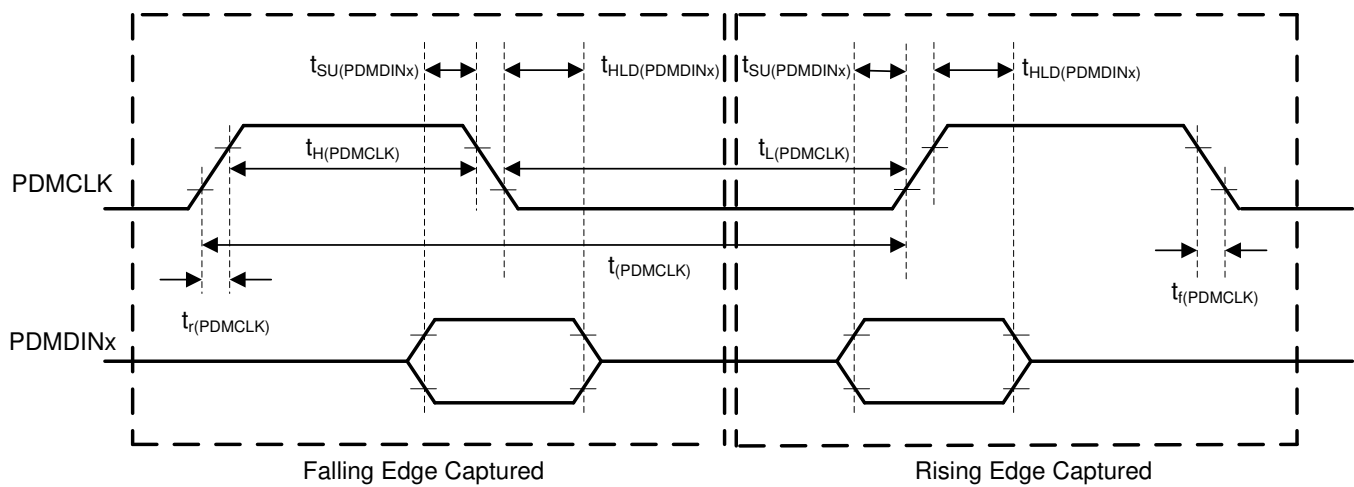 tSU(PDMDINx)
tHLD(PDMDINx)
tSU(PDMDINx)
tHLD(PDMDINx)
tH(PDMCLK)
tL(PDMCLK)
PDMCLK
t(PDMCLK)
tr(PDMCLK)
tf(PDMCLK)
PDMDINx
Falling Edge Captured
Rising Edge Captured